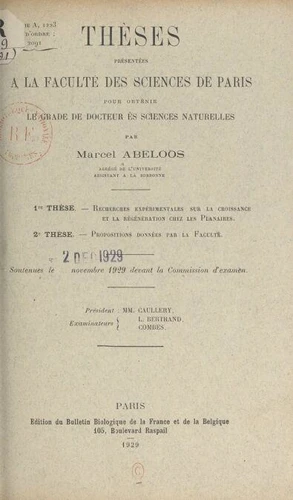 THÈSES
PRÉSENTÉES
A LA FACULTE DES SCIENCES DE PARIS
POUR OBTENIR
LE GRADE DE DOCTEUR ÈS SCIENCES NATURELLES
PAR
Marcel ABELOOS
AGRÉGÉ DE L'UNIVERSITÉ
ASSISTANT A LA SORBONNE
1re THÈSE. — RECHERCHES EXPÉRIMENTALES SUR LA CROISSANCE
ET LA RÉGÉNÉRATION CHEZ LES PLANAIRES.
2e THÈSE. — PROPOSITIONS DONNÉES PAR LA FACULTÉ.
2 DEC 1929
Soutenues le novembre 1929 devant la Commission d'examen.
Président MM. CAULLERY.
Examinateurs } L. BERTRAND
COMBES.
PARIS
Edition du Bulletin Biologique de la France et de la Belgique
105, Boulevard Raspail
1929